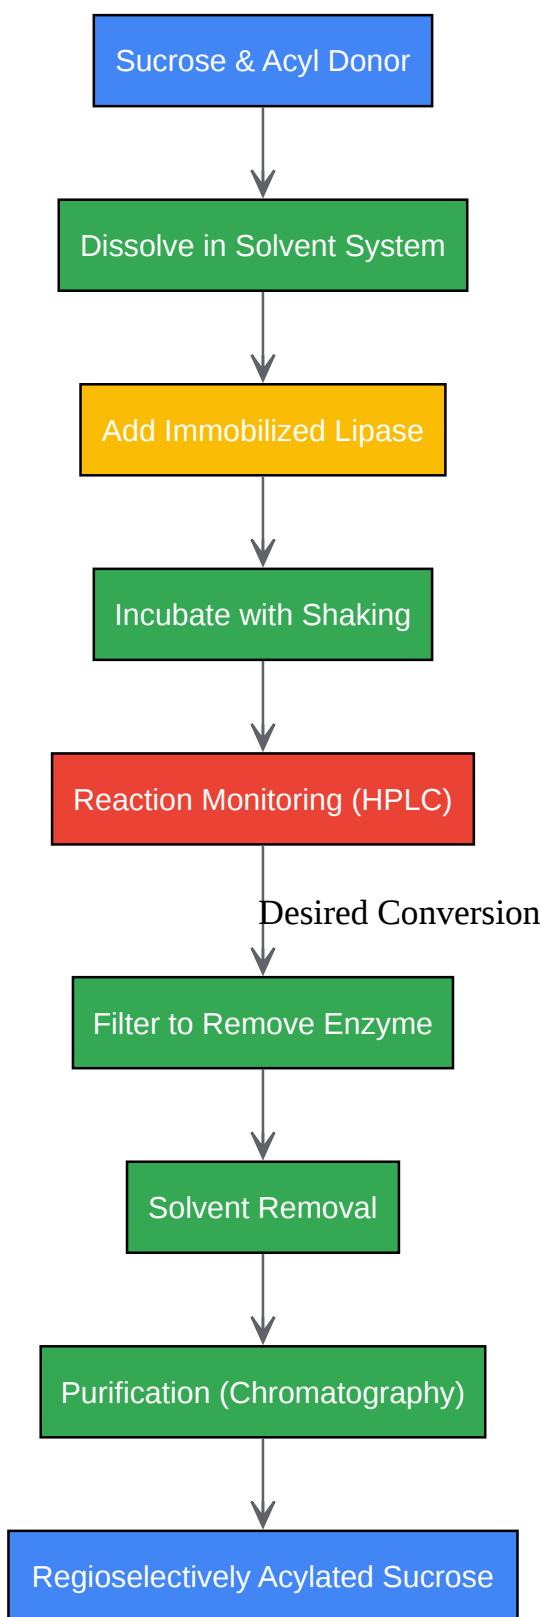 Sucrose & Acyl Donor
Dissolve in Solvent System
Add Immobilized Lipase
Incubate with Shaking
Reaction Monitoring (HPLC)
Desired Conversion
Filter to Remove Enzyme
Solvent Removal
Purification (Chromatography)
Regioselectively Acylated Sucrose